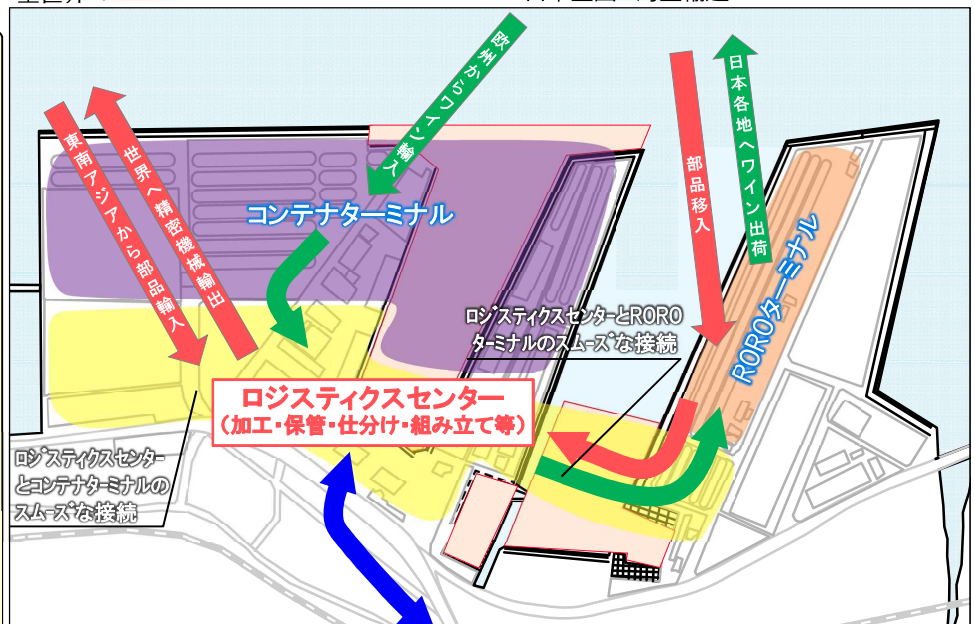 欧州からワイン輸入
東南アジアから部品輸入
世界へ精密機械輸出
部品移入
日本各地へワイン出荷
コンテナターミナル
ROROターミナル
ロジスティクスセンターとRORO
ターミナルのスムーズな接続
ロジスティクスセンター
（加工・保管・仕分け・組み立て等）
ロジスティクスセンター
とコンテナターミナルの
スムーズな接続